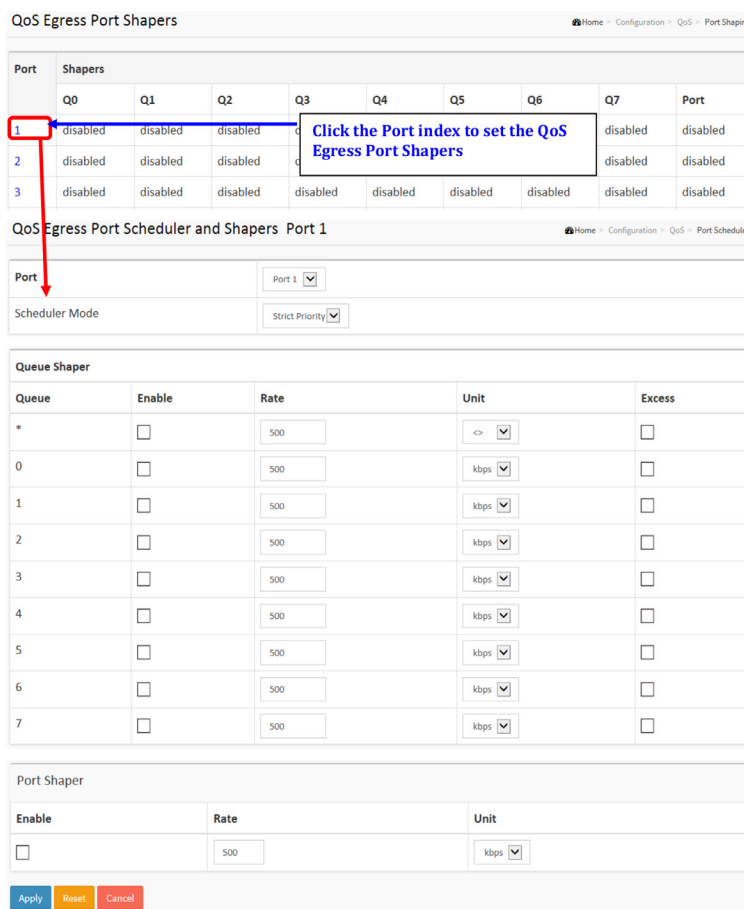 QoS Egress Port Shapers
Home > Configuration > QoS >
Port Shapers
Q0 Q1 Q2 Q3 Q4 Q5 Q6 Q7 Port
1 disabled disabled disabled disabled disabled
Click the Port index to set the QoS
Egress Port Shapers
2 disabled disabled disabled disabled disabled
3 disabled disabled disabled disabled disabled disabled disabled disabled disabled
QoS Egress Port Scheduler and Shapers Port 1
Home > Configuration > QoS >
Port Port 1
Scheduler Mode Strict Priority
Queue Shaper
Queue Enable Rate Unit Excess
* 500 <>
0 500 kbps
1 500 kbps
2 500 kbps
3 500 kbps
4 500 kbps
5 500 kbps
6 500 kbps
7 500 kbps
Port Shaper
Enable Rate Unit
500 kbps
Apply Reset Cancel